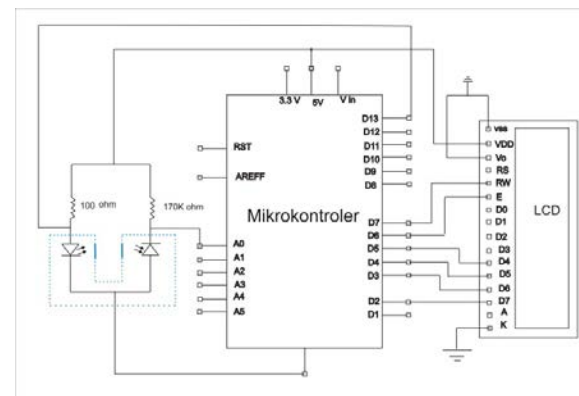 3.3 V
5V
V in
RST
AREFF
A0
A1
A2
A3
A4
A5
Mikrokontroler
D13
D12
D11
D10
D9
D8
D7
D6
D5
D4
D3
D2
D1
100 ohm
170K ohm
vss
VDD
Vo
RS
RW
E
D0
D1
D2
D3
D4
D5
D6
D7
A
K
LCD